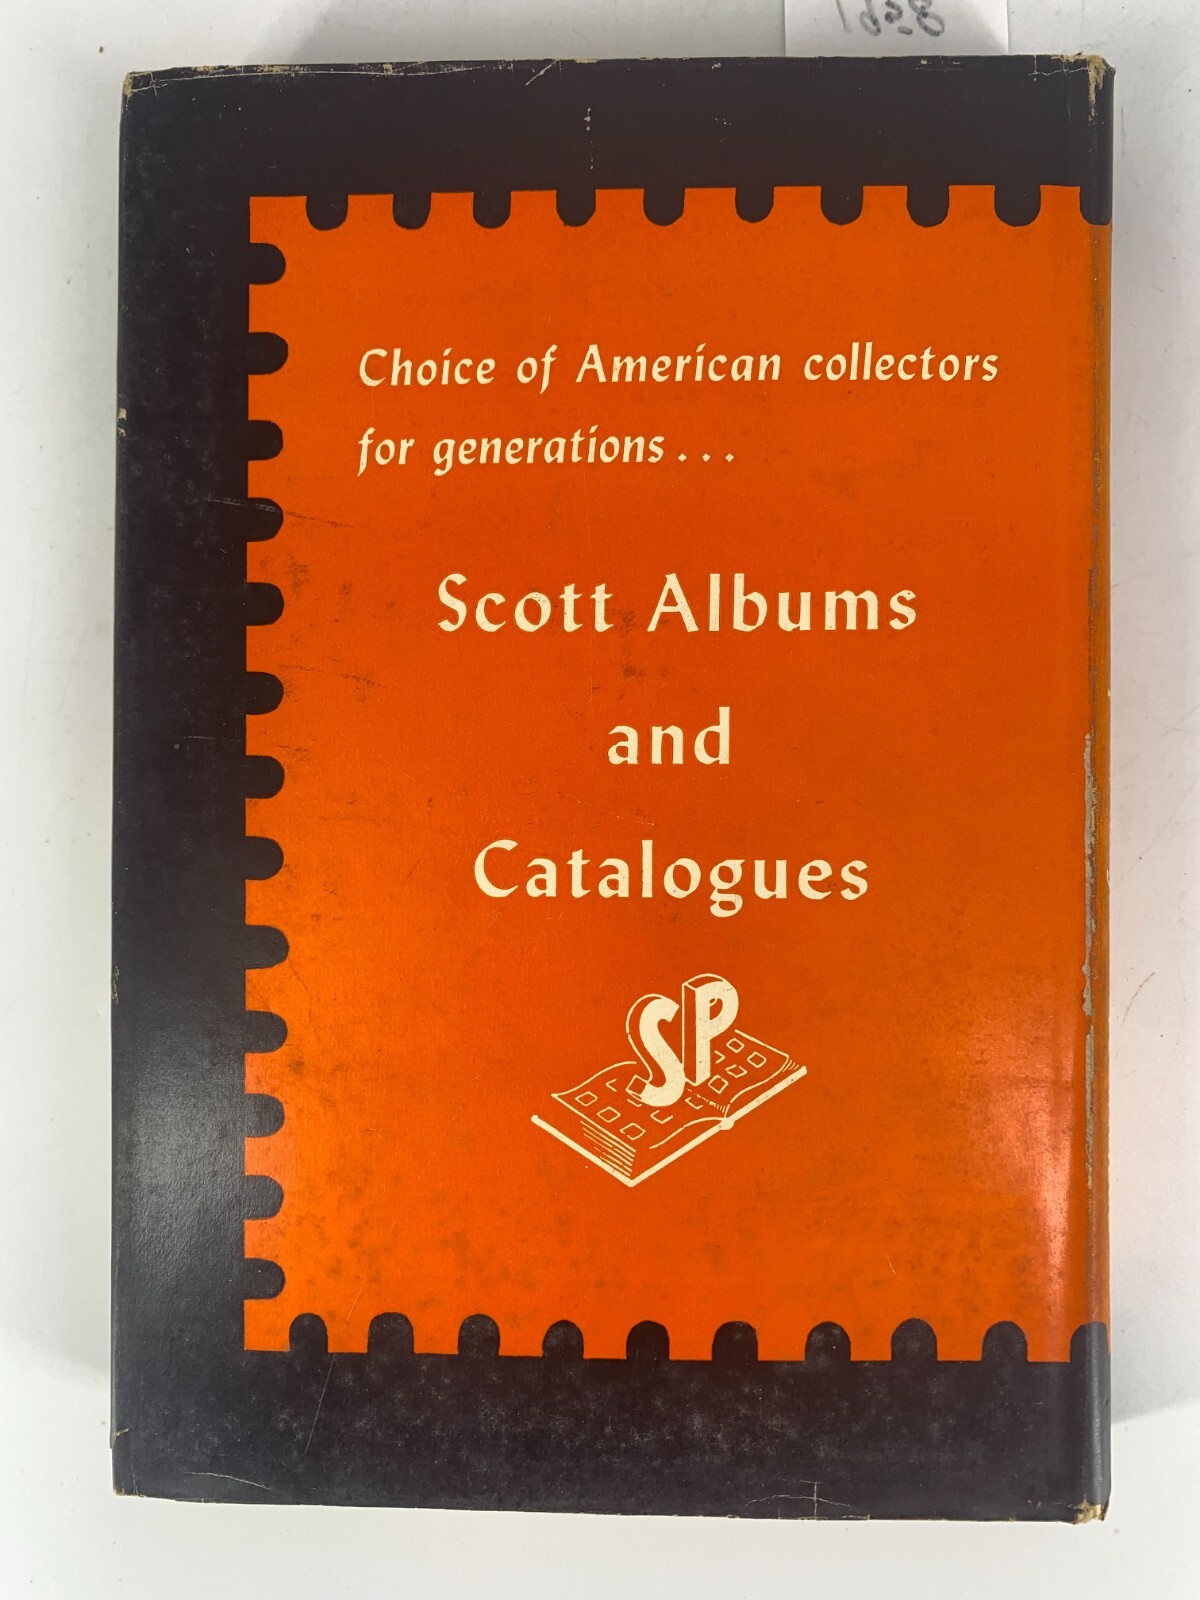 Choice of American collectors
for generations...
Scott Albums
and
Catalogues
SP